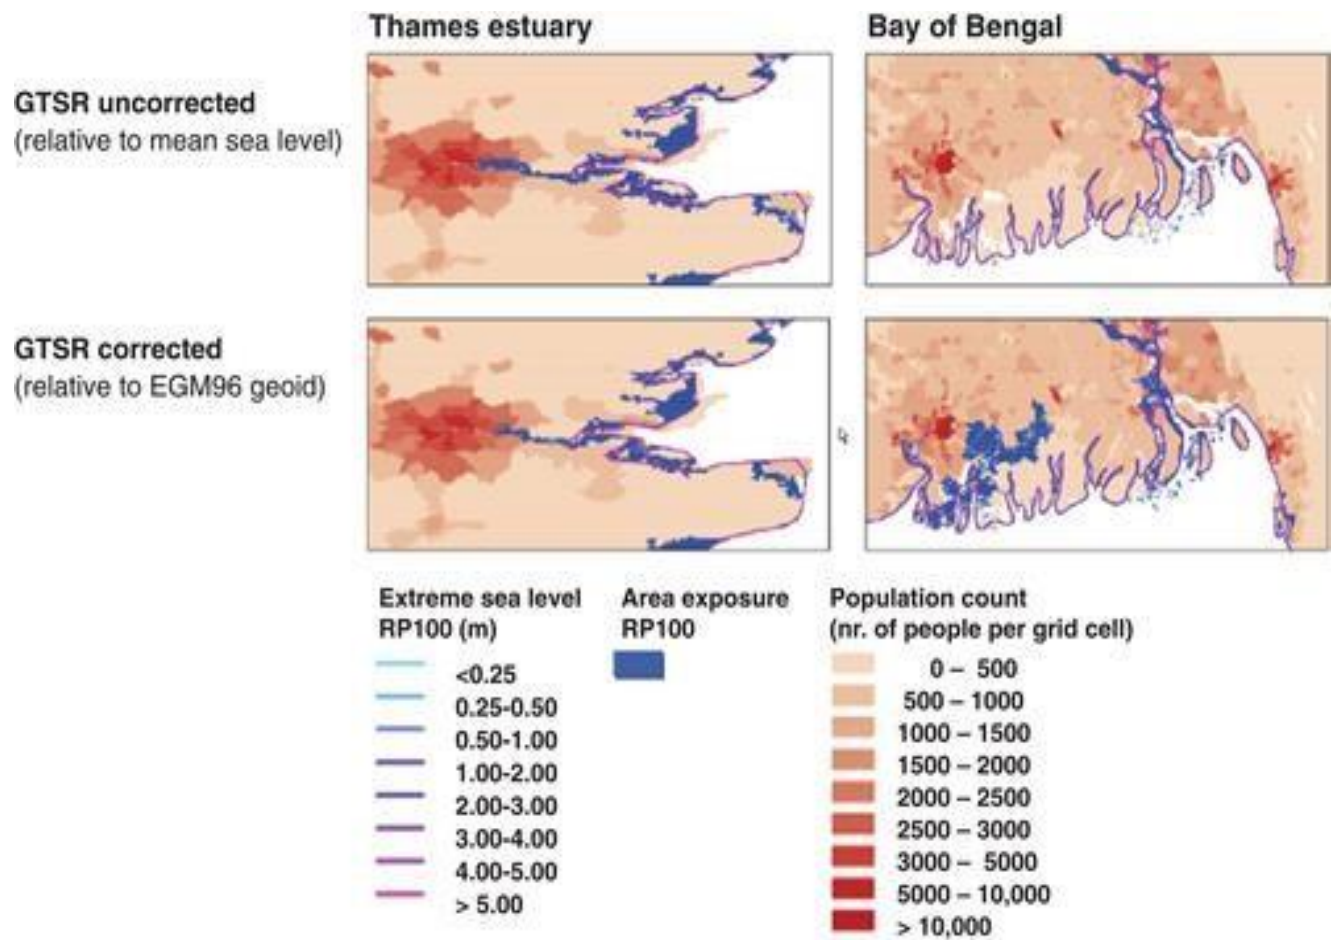 Thames estuary
Bay of Bengal
GTSR uncorrected
(relative to mean sea level)
GTSR corrected
(relative to EGM96 geoid)
Extreme sea level
RP100 (m)
<0.25
0.25-0.50
0.50-1.00
1.00-2.00
2.00-3.00
3.00-4.00
4.00-5.00
> 5.00
Area exposure
RP100
Population count
(nr. of people per grid cell)
0 – 500
500 – 1000
1000 – 1500
1500 – 2000
2000 – 2500
2500 – 3000
3000 – 5000
5000 – 10,000
> 10,000